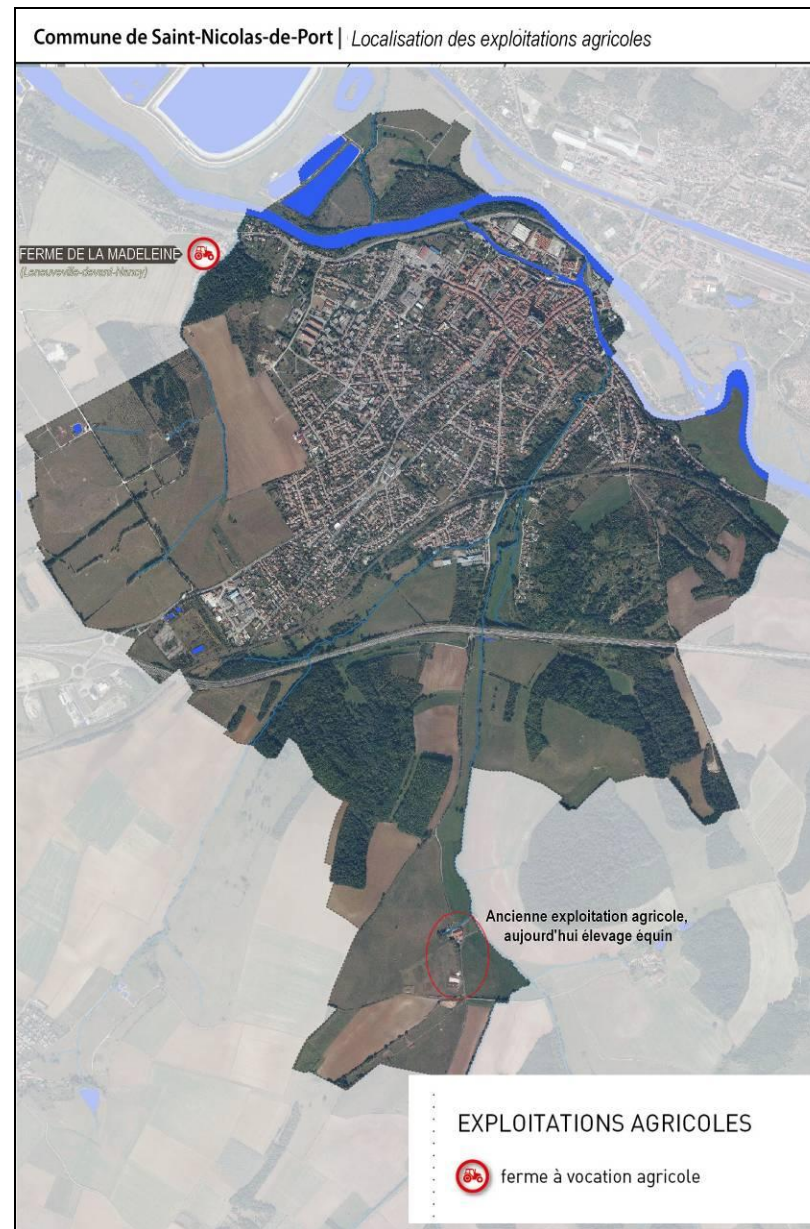 Commune de Saint-Nicolas-de-Port | Localisation des exploitations agricoles
FERME DE LA MADELEINE
(Laneuveville-devant-Nancy)
Ancienne exploitation agricole,
aujourd'hui élevage équin
EXPLOITATIONS AGRICOLES
ferme à vocation agricole